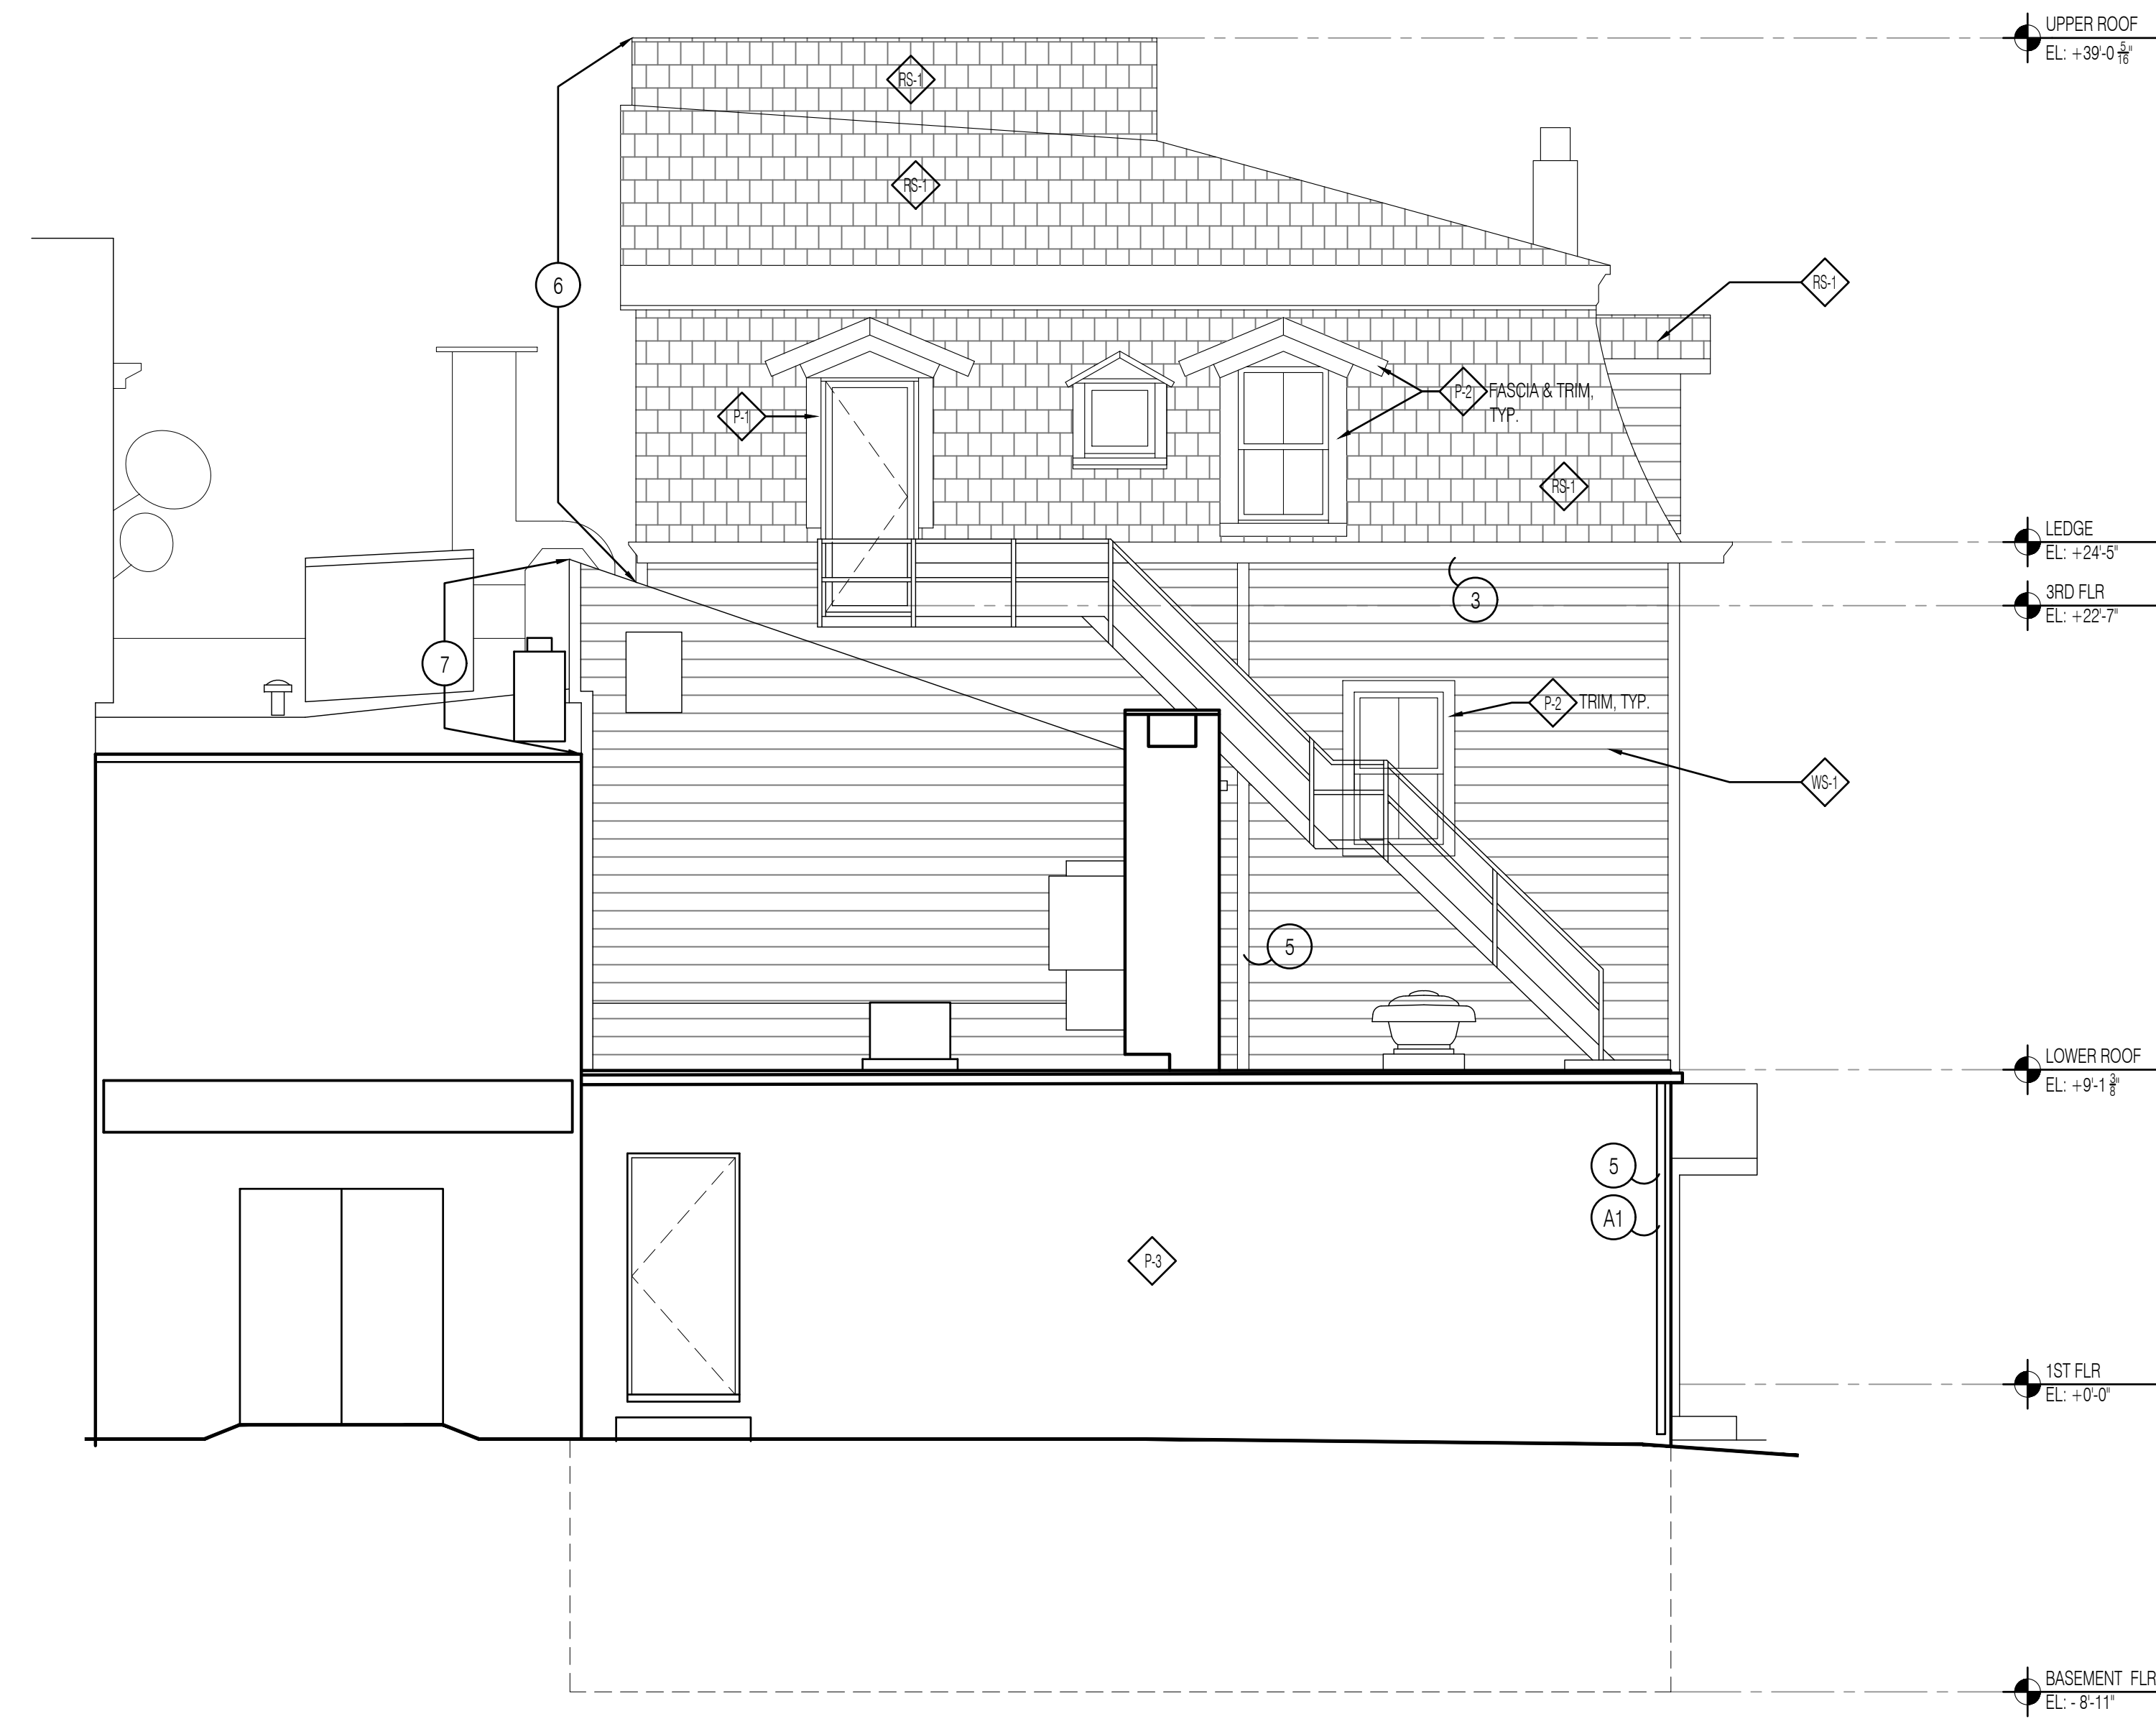 UPPER ROOF
EL: +39'-0 5/16"
RS-1
RS-1
6
RS-1
P-1
P-2 FASCIA & TRIM,
TYP.
RS-1
LEDGE
EL: +24'-5"
3RD FLR
EL: +22'-7"
3
7
P-2 TRIM, TYP.
WS-1
5
LOWER ROOF
EL: +9'-1 3/8"
5
A1
P-3
1ST FLR
EL: +0'-0"
BASEMENT FLR
EL: - 8'-11"